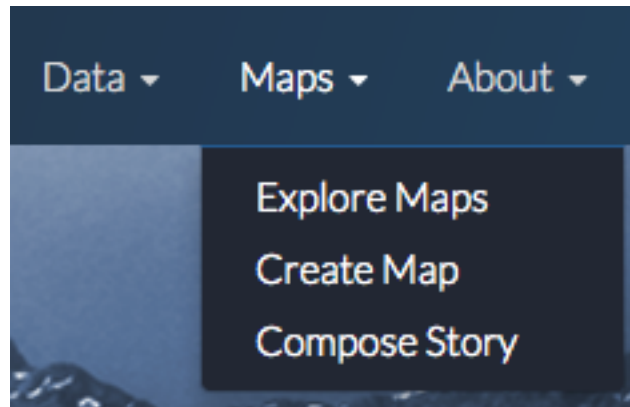 Data Maps About
Explore Maps
Create Map
Compose Story